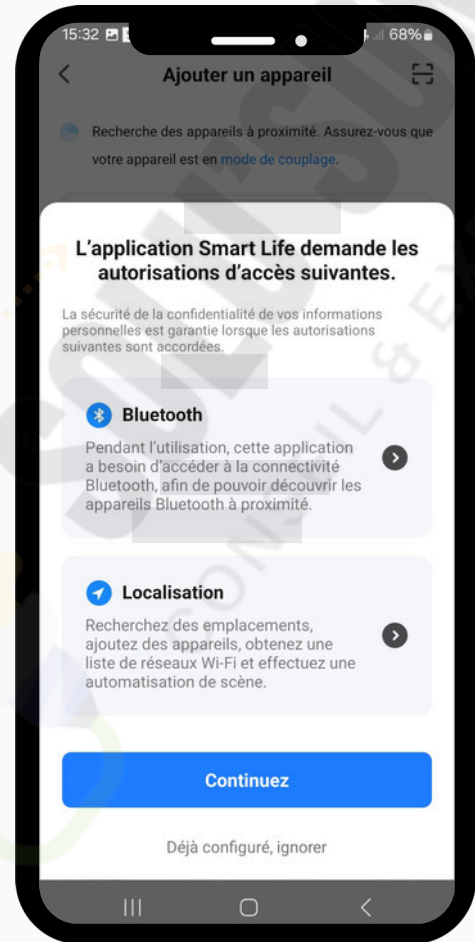 15:32
68%
Ajouter un appareil
Recherche des appareils à proximité. Assurez-vous que
votre appareil est en mode de couplage.
L'application Smart Life demande les
autorisations d'accès suivantes.
La sécurité de la confidentialité de vos informations
personnelles est garantie lorsque les autorisations
suivantes sont accordées.
Bluetooth
Pendant l'utilisation, cette application
a besoin d'accéder à la connectivité
Bluetooth, afin de pouvoir découvrir les
appareils Bluetooth à proximité.
Localisation
Recherchez des emplacements,
ajoutez des appareils, obtenez une
liste de réseaux Wi-Fi et effectuez une
automatisation de scène.
Continuez
Déjà configuré, ignorer